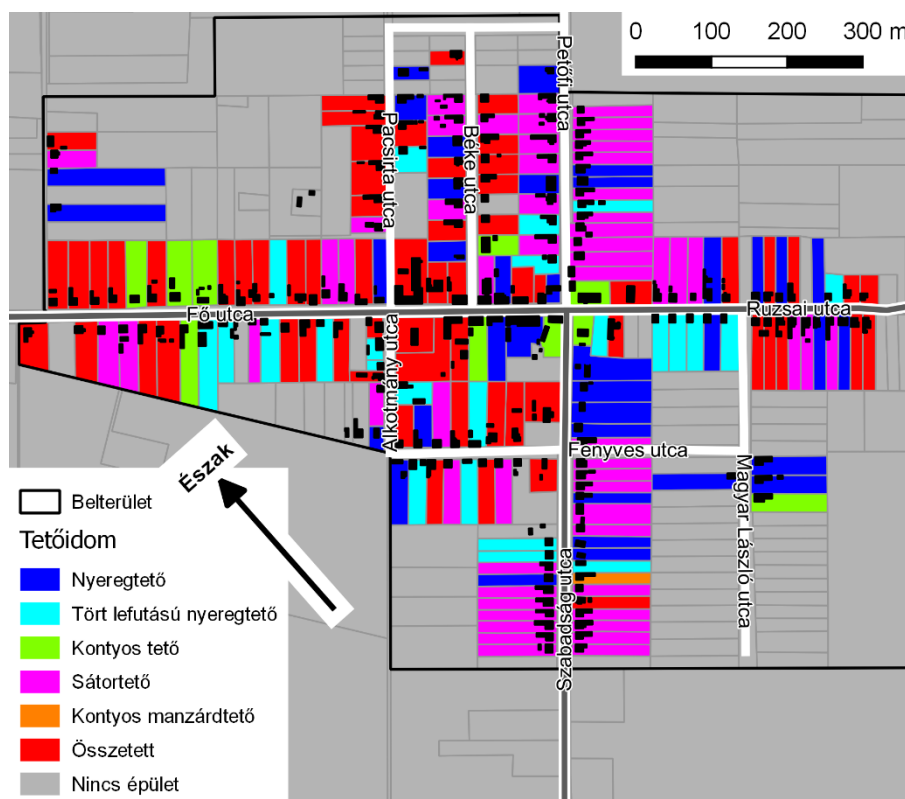 0 100 200 300 m
Petőfi utca
Pacsirta utca
Béke utca
Fő utca
Ruzsai utca
Alkotmány utca
Fenyves utca
Magyar László utca
Szabadság utca
Észak
Belterület
Tetőidom
Nyeregtető
Tört lefutású nyeregtető
Kontyos tető
Sátortető
Kontyos manzárdtető
Összetett
Nincs épület